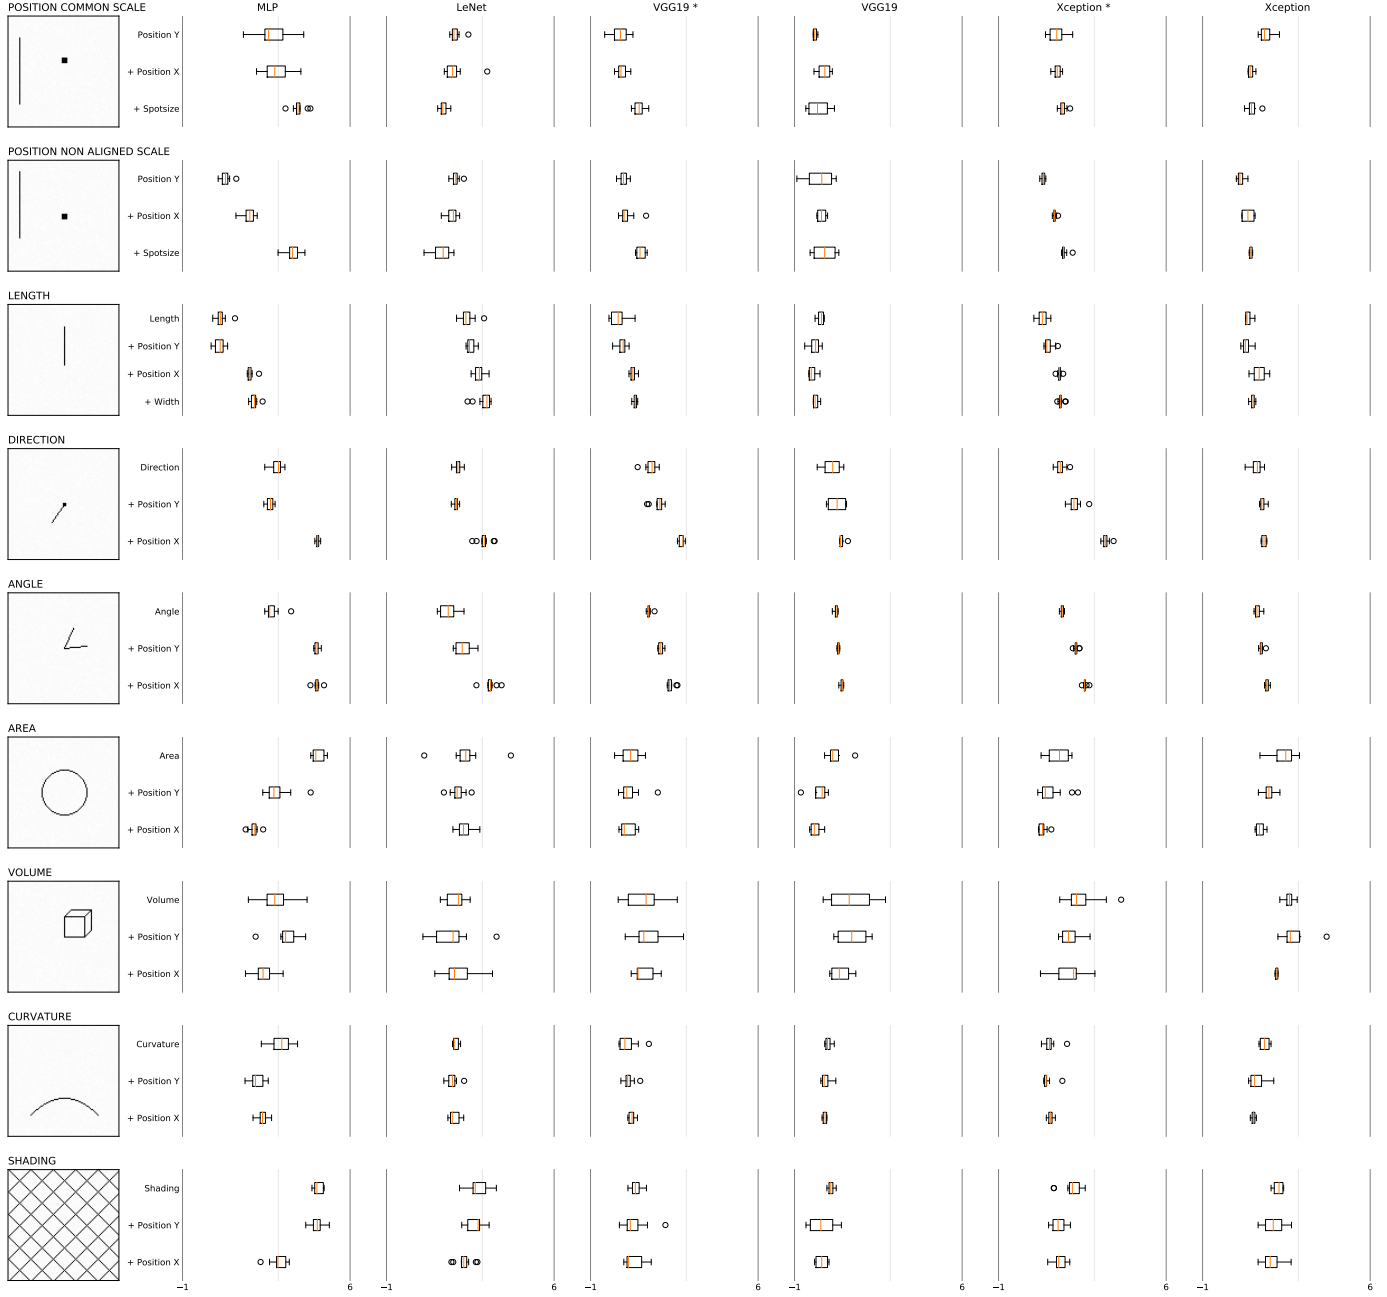 POSITION COMMON SCALE MLP LeNet VGG19 * VGG19 Xception * Xception
Position Y
+ Position X
+ Spotsize
POSITION NON ALIGNED SCALE
Position Y
+ Position X
+ Spotsize
LENGTH
Length
+ Position Y
+ Position X
+ Width
DIRECTION
Direction
+ Position Y
+ Position X
ANGLE
Angle
+ Position Y
+ Position X
AREA
Area
+ Position Y
+ Position X
VOLUME
Volume
+ Position Y
+ Position X
CURVATURE
Curvature
+ Position Y
+ Position X
SHADING
Shading
+ Position Y
+ Position X
−1 6 −1 6 −1 6 −1 6 −1 6 −1 6